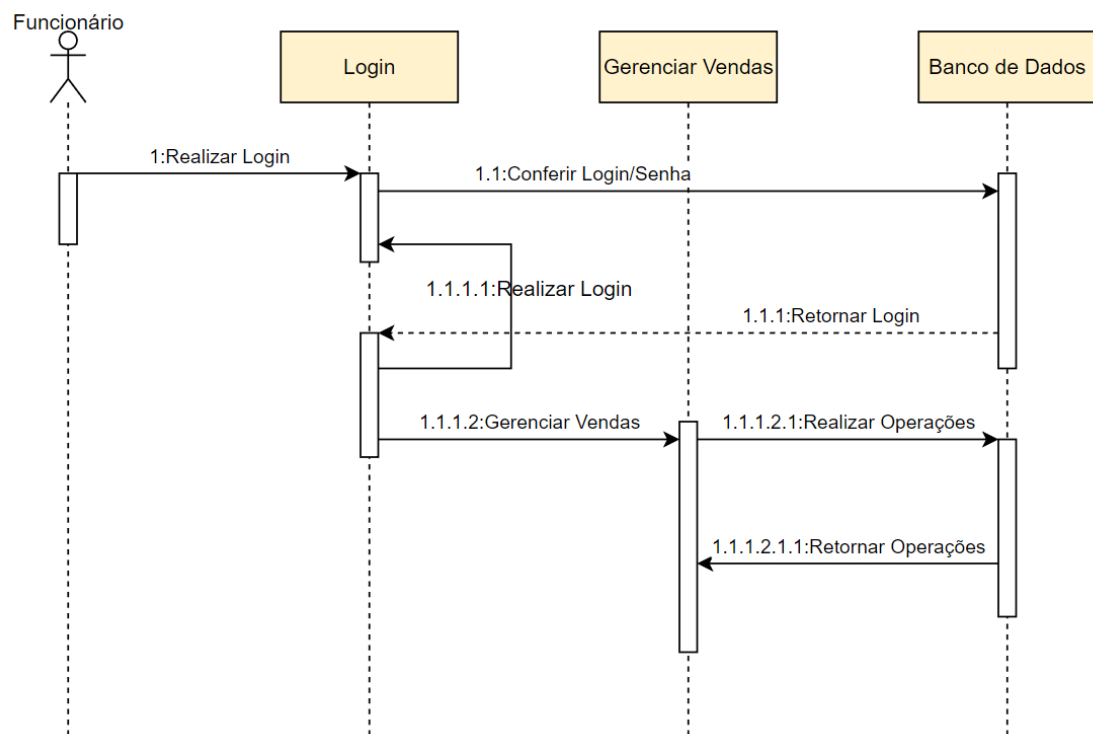 Funcionário
Login
Gerenciar Vendas
Banco de Dados
1:Realizar Login
1.1:Conferir Login/Senha
1.1.1.1:Realizar Login
1.1.1:Retornar Login
1.1.1.2:Gerenciar Vendas
1.1.1.2.1:Realizar Operações
1.1.1.2.1.1:Retornar Operações